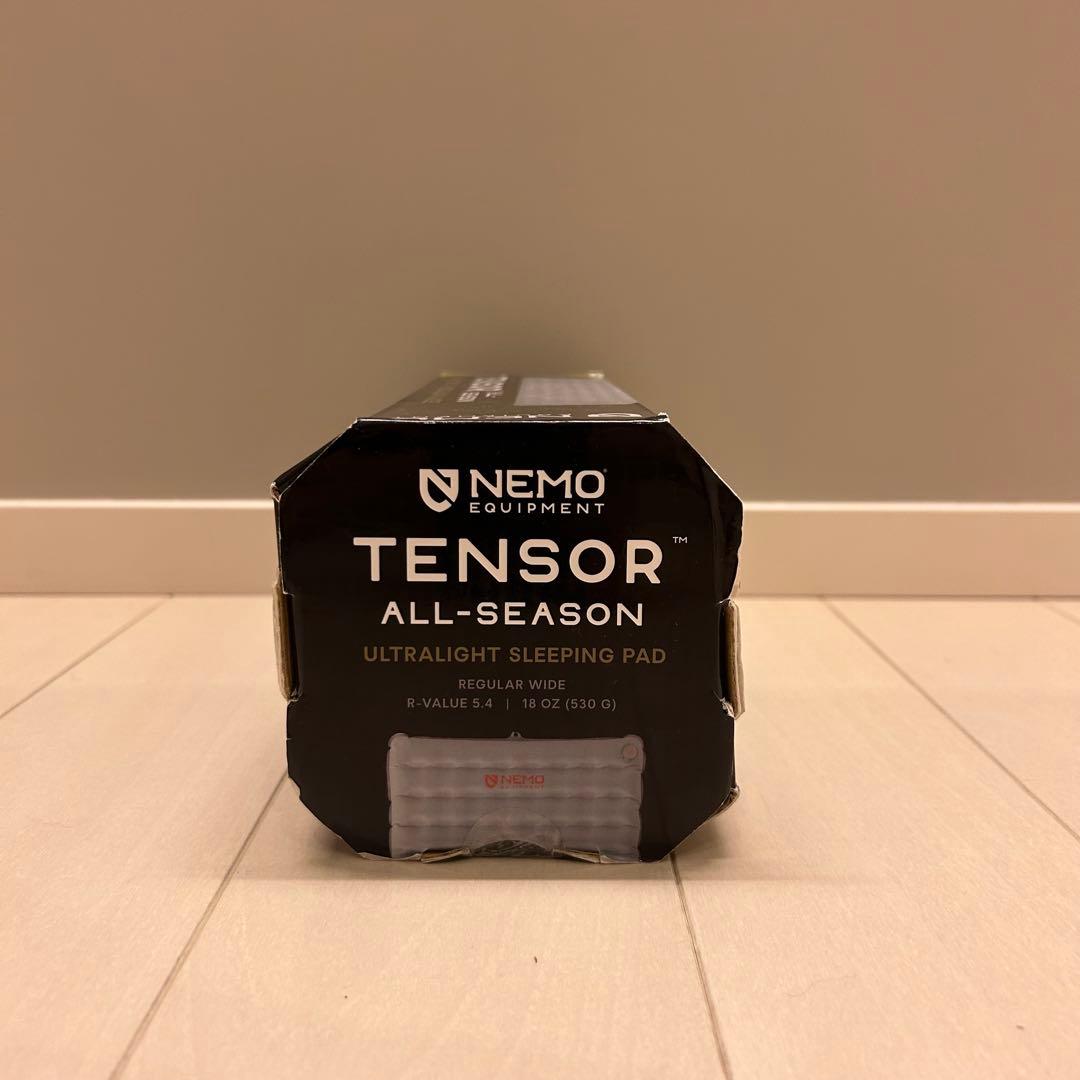 NEMO
EQUIPMENT
TENSOR™
ALL-SEASON
ULTRALIGHT SLEEPING PAD
REGULAR WIDE
R-VALUE 5.4 | 18 OZ (530 G)
NEMO
EQUIPMENT